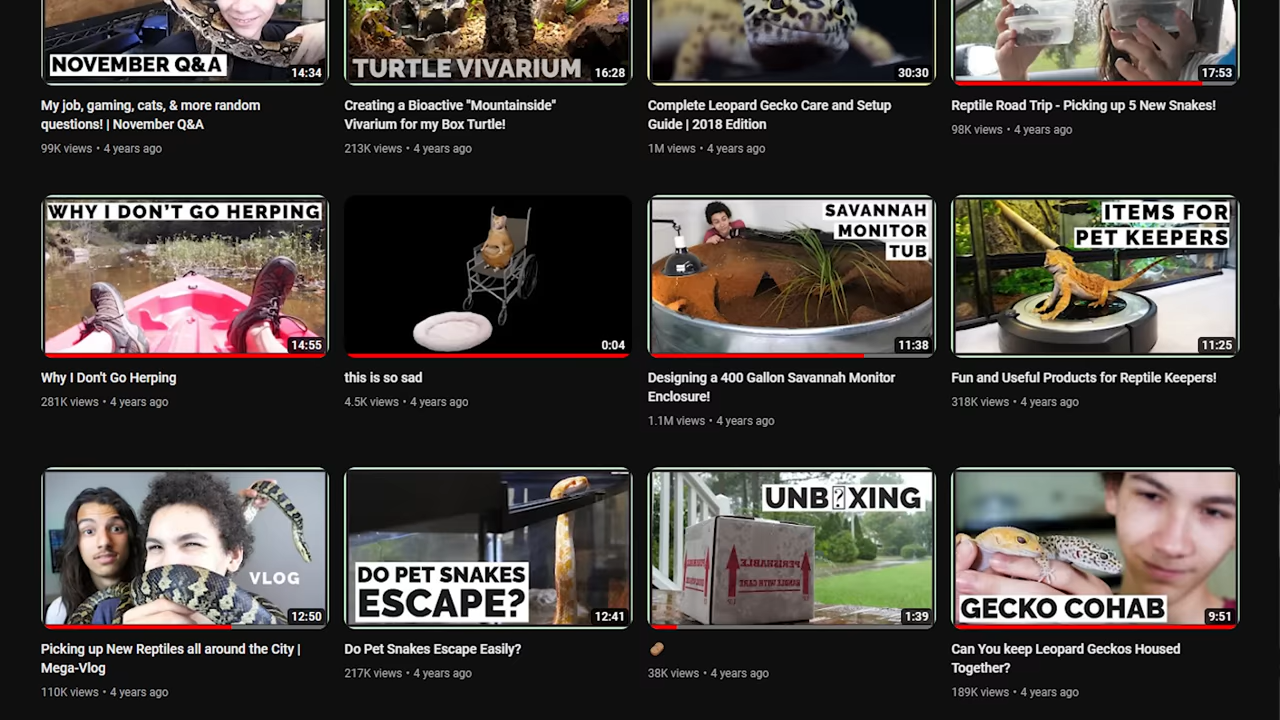 NOVEMBER Q&A
14:34
TURTLE VIVARIUM
16:28
30:30
17:53
My job, gaming, cats, & more random
questions! | November Q&A
99K views • 4 years ago
Creating a Bioactive "Mountainside"
Vivarium for my Box Turtle!
213K views • 4 years ago
Complete Leopard Gecko Care and Setup
Guide | 2018 Edition
1M views • 4 years ago
Reptile Road Trip - Picking up 5 New Snakes!
98K views • 4 years ago
WHY I DON'T GO HERPING
14:55
0:04
SAVANNAH
MONITOR
TUB
11:38
ITEMS FOR
PET KEEPERS
11:25
Why I Don't Go Herping
281K views • 4 years ago
this is so sad
4.5K views • 4 years ago
Designing a 400 Gallon Savannah Monitor
Enclosure!
1.1M views • 4 years ago
Fun and Useful Products for Reptile Keepers!
318K views • 4 years ago
VLOG
12:50
DO PET SNAKES
ESCAPE?
12:41
UNB⍰XING
PERISHABLE
HANDLE WITH CARE
1:39
GECKO COHAB
9:51
Picking up New Reptiles all around the City |
Mega-Vlog
110K views • 4 years ago
Do Pet Snakes Escape Easily?
217K views • 4 years ago
🥔
38K views • 4 years ago
Can You keep Leopard Geckos Housed
Together?
189K views • 4 years ago